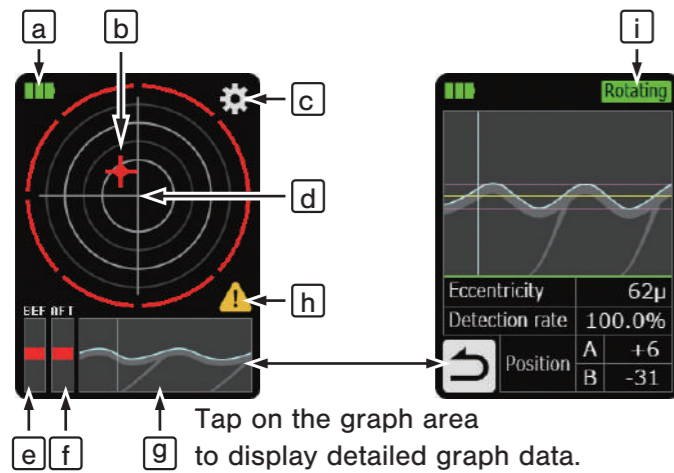 a
b
i
Rotating
c
d
h
BEF AFT
Eccentricity 62µ
Detection rate 100.0%
Position A +6
B -31
e f g
Tap on the graph area
to display detailed graph data.